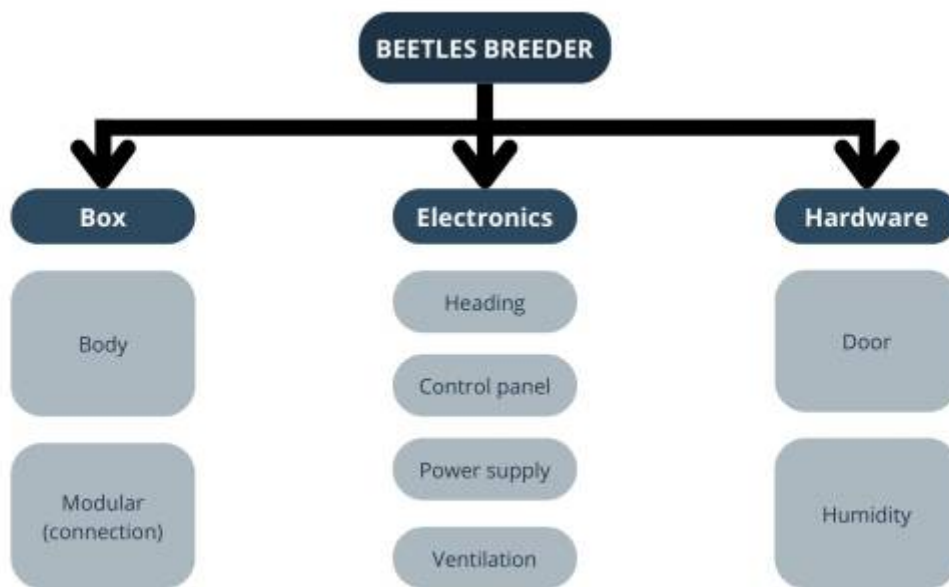 BEETLES BREEDER
Box
Electronics
Hardware
Body
Modular
(connection)
Heading
Control panel
Power supply
Ventilation
Door
Humidity